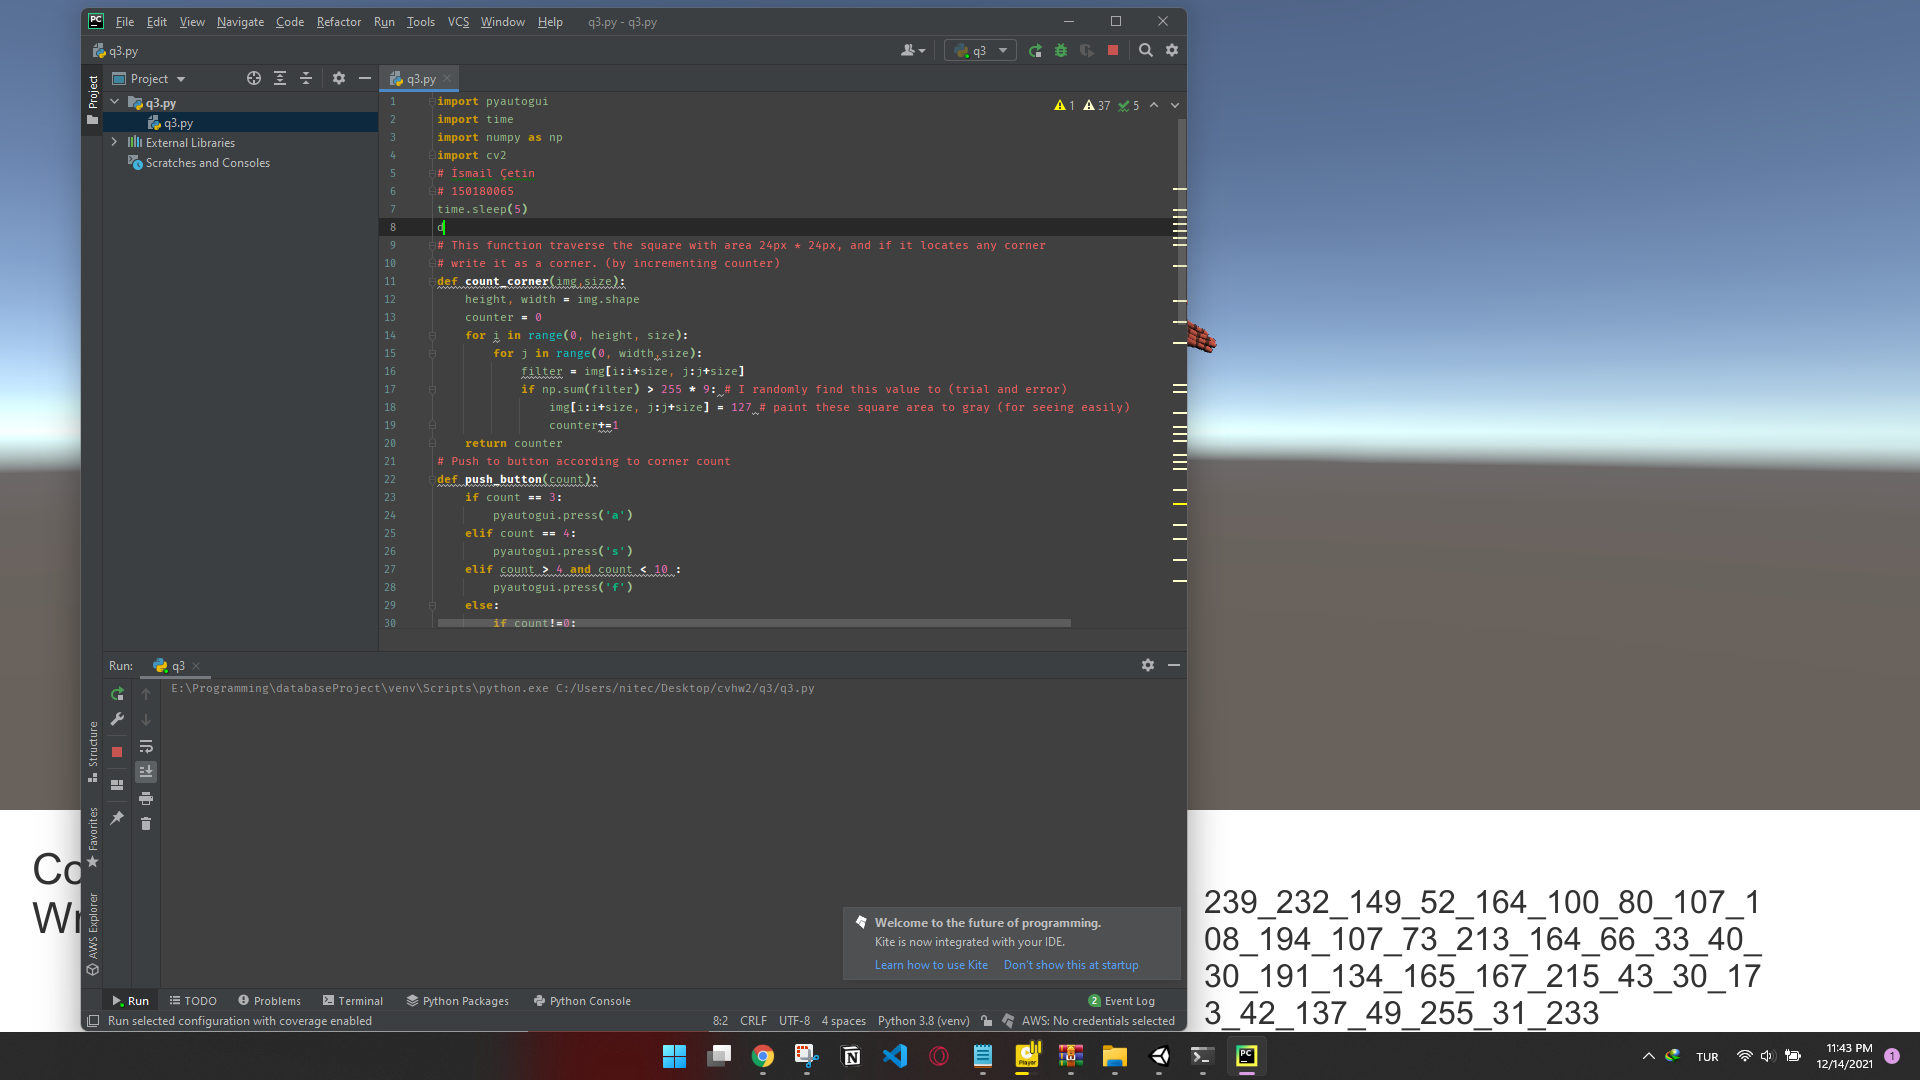 File Edit View Navigate Code Refactor Run Tools VCS Window Help q3.py - q3.py
q3.py
q3
Project
q3.py
q3.py
q3.py
External Libraries
Scratches and Consoles
Project
1 37 5
1 import pyautogui
2 import time
3 import numpy as np
4 import cv2
5 # İsmail Çetin
6 # 150180065
7 time.sleep(5)
8 d
9 # This function traverse the square with area 24px * 24px, and if it locates any corner
10 # write it as a corner. (by incrementing counter)
11 def count_corner(img,size):
12 height, width = img.shape
13 counter = 0
14 for i in range(0, height, size):
15 for j in range(0, width,size):
16 filter = img[i:i+size, j:j+size]
17 if np.sum(filter) > 255 * 9: # I randomly find this value to (trial and error)
18 img[i:i+size, j:j+size] = 127 # paint these square area to gray (for seeing easily)
19 counter+=1
20 return counter
21 # Push to button according to corner count
22 def push_button(count):
23 if count == 3:
24 pyautogui.press('a')
25 elif count == 4:
26 pyautogui.press('s')
27 elif count > 4 and count < 10 :
28 pyautogui.press('f')
29 else:
30 if count!=0:
Run: q3
E:\Programming\databaseProject\venv\Scripts\python.exe C:/Users/nitec/Desktop/cvhw2/q3/q3.py
Structure
Favorites
AWS Explorer
Welcome to the future of programming.
Kite is now integrated with your IDE.
Learn how to use Kite Don't show this at startup
Run TODO Problems Terminal Python Packages Python Console 2 Event Log
Run selected configuration with coverage enabled 8:2 CRLF UTF-8 4 spaces Python 3.8 (venv) AWS: No credentials selected
Co
Wr
239_232_149_52_164_100_80_107_1
08_194_107_73_213_164_66_33_40_
30_191_134_165_167_215_43_30_17
3_42_137_49_255_31_233
TUR
11:43 PM
12/14/2021
1